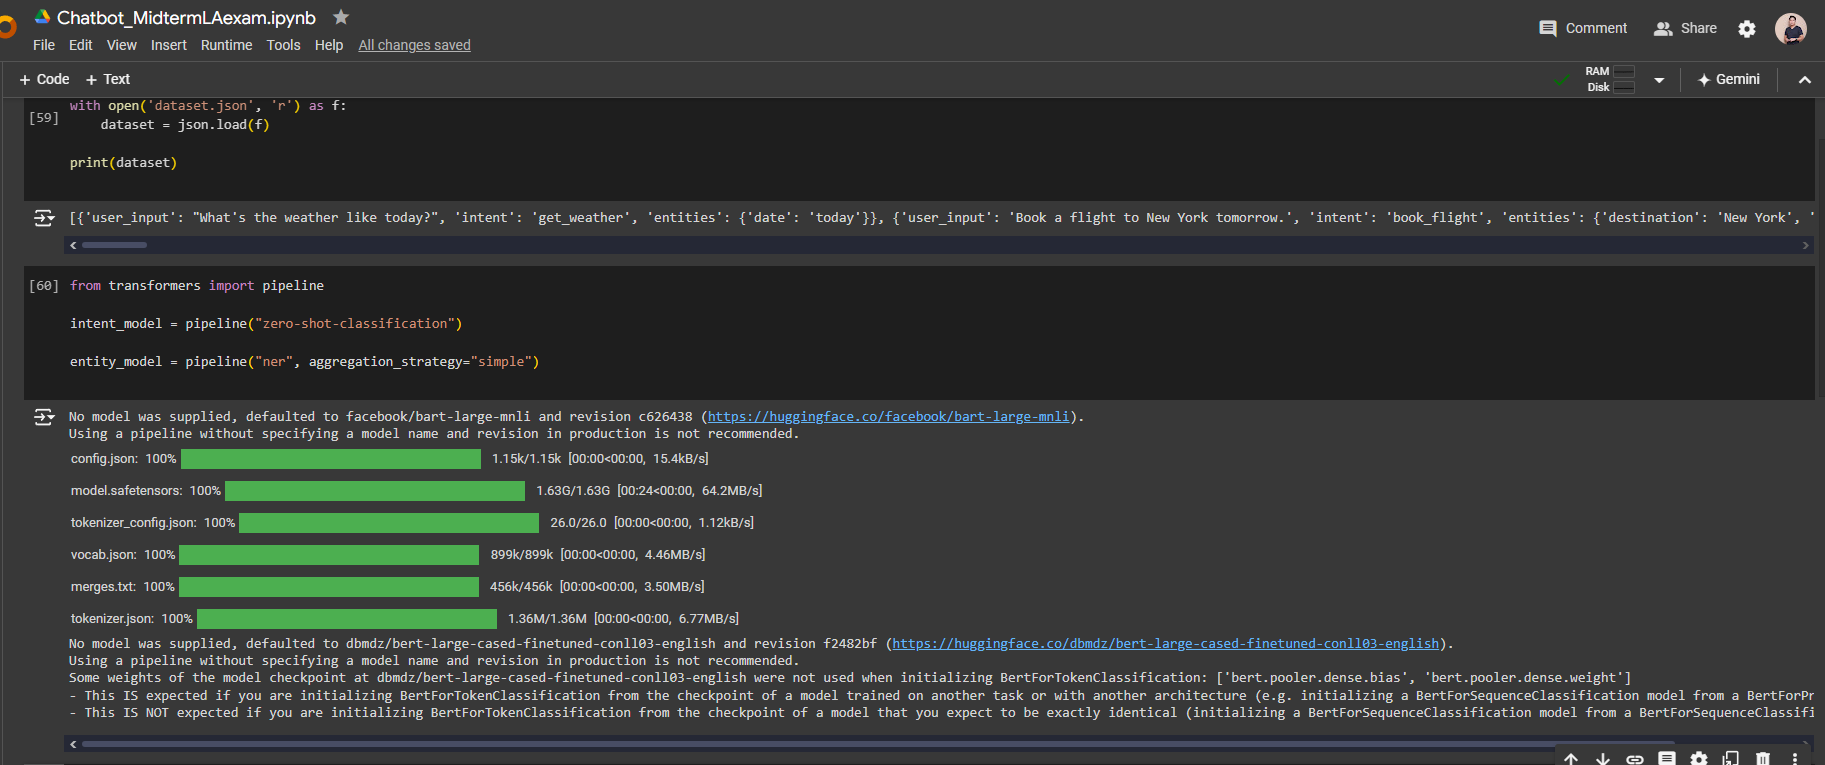 Chatbot_MidtermLAexam.ipynb
File Edit View Insert Runtime Tools Help All changes saved
Comment Share
+ Code + Text
RAM
Disk
Gemini
with open('dataset.json', 'r') as f:
[59]
dataset = json.load(f)
print(dataset)
[{'user_input': "What's the weather like today?", 'intent': 'get_weather', 'entities': {'date': 'today'}}, {'user_input': 'Book a flight to New York tomorrow.', 'intent': 'book_flight', 'entities': {'destination': 'New York', '
[60] from transformers import pipeline
intent_model = pipeline("zero-shot-classification")
entity_model = pipeline("ner", aggregation_strategy="simple")
No model was supplied, defaulted to facebook/bart-large-mnli and revision c626438 (https://huggingface.co/facebook/bart-large-mnli).
Using a pipeline without specifying a model name and revision in production is not recommended.
config.json: 100% 1.15k/1.15k [00:00<00:00, 15.4kB/s]
model.safetensors: 100% 1.63G/1.63G [00:24<00:00, 64.2MB/s]
tokenizer_config.json: 100% 26.0/26.0 [00:00<00:00, 1.12kB/s]
vocab.json: 100% 899k/899k [00:00<00:00, 4.46MB/s]
merges.txt: 100% 456k/456k [00:00<00:00, 3.50MB/s]
tokenizer.json: 100% 1.36M/1.36M [00:00<00:00, 6.77MB/s]
No model was supplied, defaulted to dbmdz/bert-large-cased-finetuned-conll03-english and revision f2482bf (https://huggingface.co/dbmdz/bert-large-cased-finetuned-conll03-english).
Using a pipeline without specifying a model name and revision in production is not recommended.
Some weights of the model checkpoint at dbmdz/bert-large-cased-finetuned-conll03-english were not used when initializing BertForTokenClassification: ['bert.pooler.dense.bias', 'bert.pooler.dense.weight']
- This IS expected if you are initializing BertForTokenClassification from the checkpoint of a model trained on another task or with another architecture (e.g. initializing a BertForSequenceClassification model from a BertForPr
- This IS NOT expected if you are initializing BertForTokenClassification from the checkpoint of a model that you expect to be exactly identical (initializing a BertForSequenceClassification model from a BertForSequenceClassifi